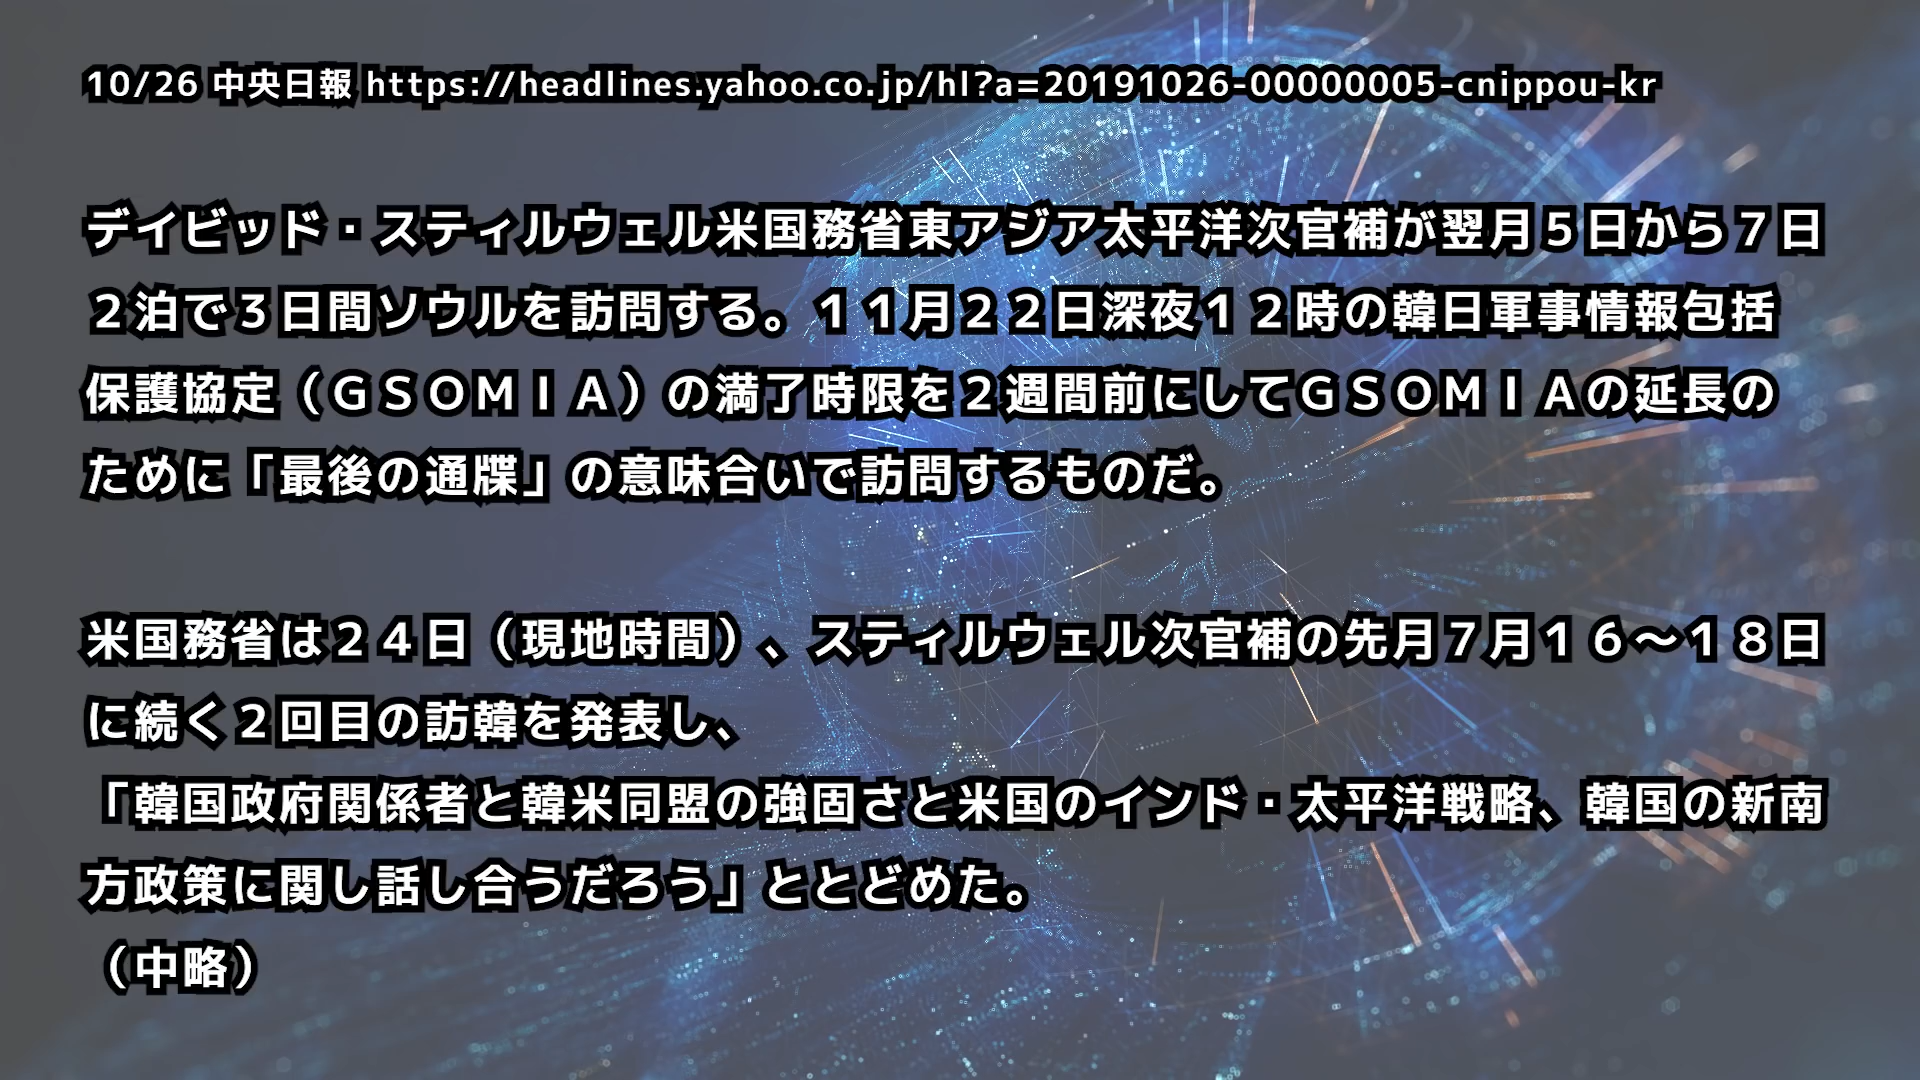 10/26 中央日報 https://headlines.yahoo.co.jp/hl?a=20191026-00000005-cnippou-kr
デイビッド・スティルウェル米国務省東アジア太平洋次官補が翌月５日から７日
２泊で３日間ソウルを訪問する。１１月２２日深夜１２時の韓日軍事情報包括
保護協定（ＧＳＯＭＩＡ）の満了時限を２週間前にしてＧＳＯＭＩＡの延長の
ために「最後の通牒」の意味合いで訪問するものだ。
米国務省は２４日（現地時間）、スティルウェル次官補の先月７月１６～１８日
に続く２回目の訪韓を発表し、
「韓国政府関係者と韓米同盟の強固さと米国のインド・太平洋戦略、韓国の新南
方政策に関し話し合うだろう」ととどめた。
（中略）